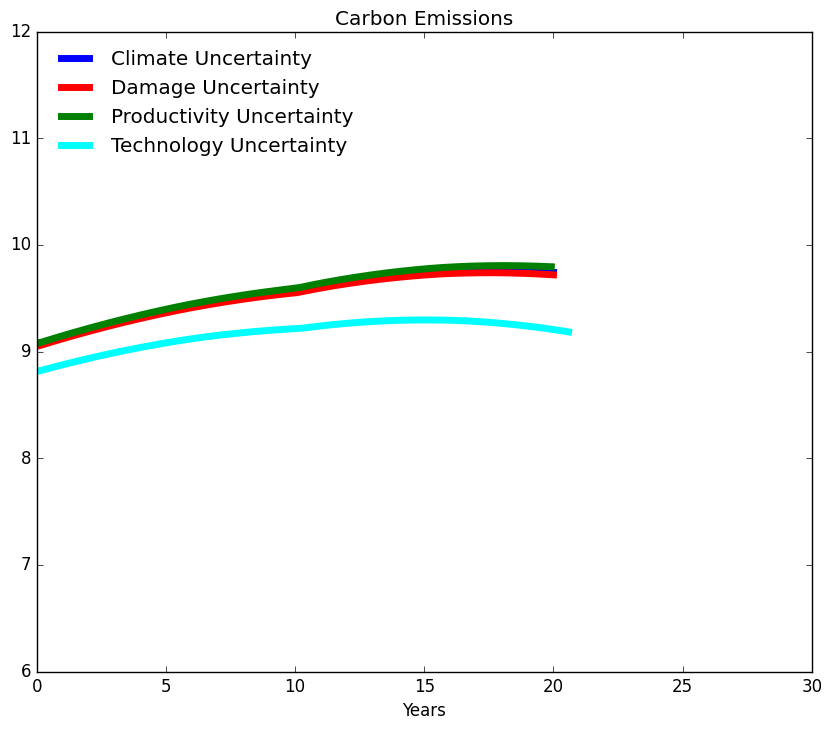 Carbon Emissions
12
11
10
9
8
7
6
Climate Uncertainty
Damage Uncertainty
Productivity Uncertainty
Technology Uncertainty
0 5 10 15 20 25 30
Years